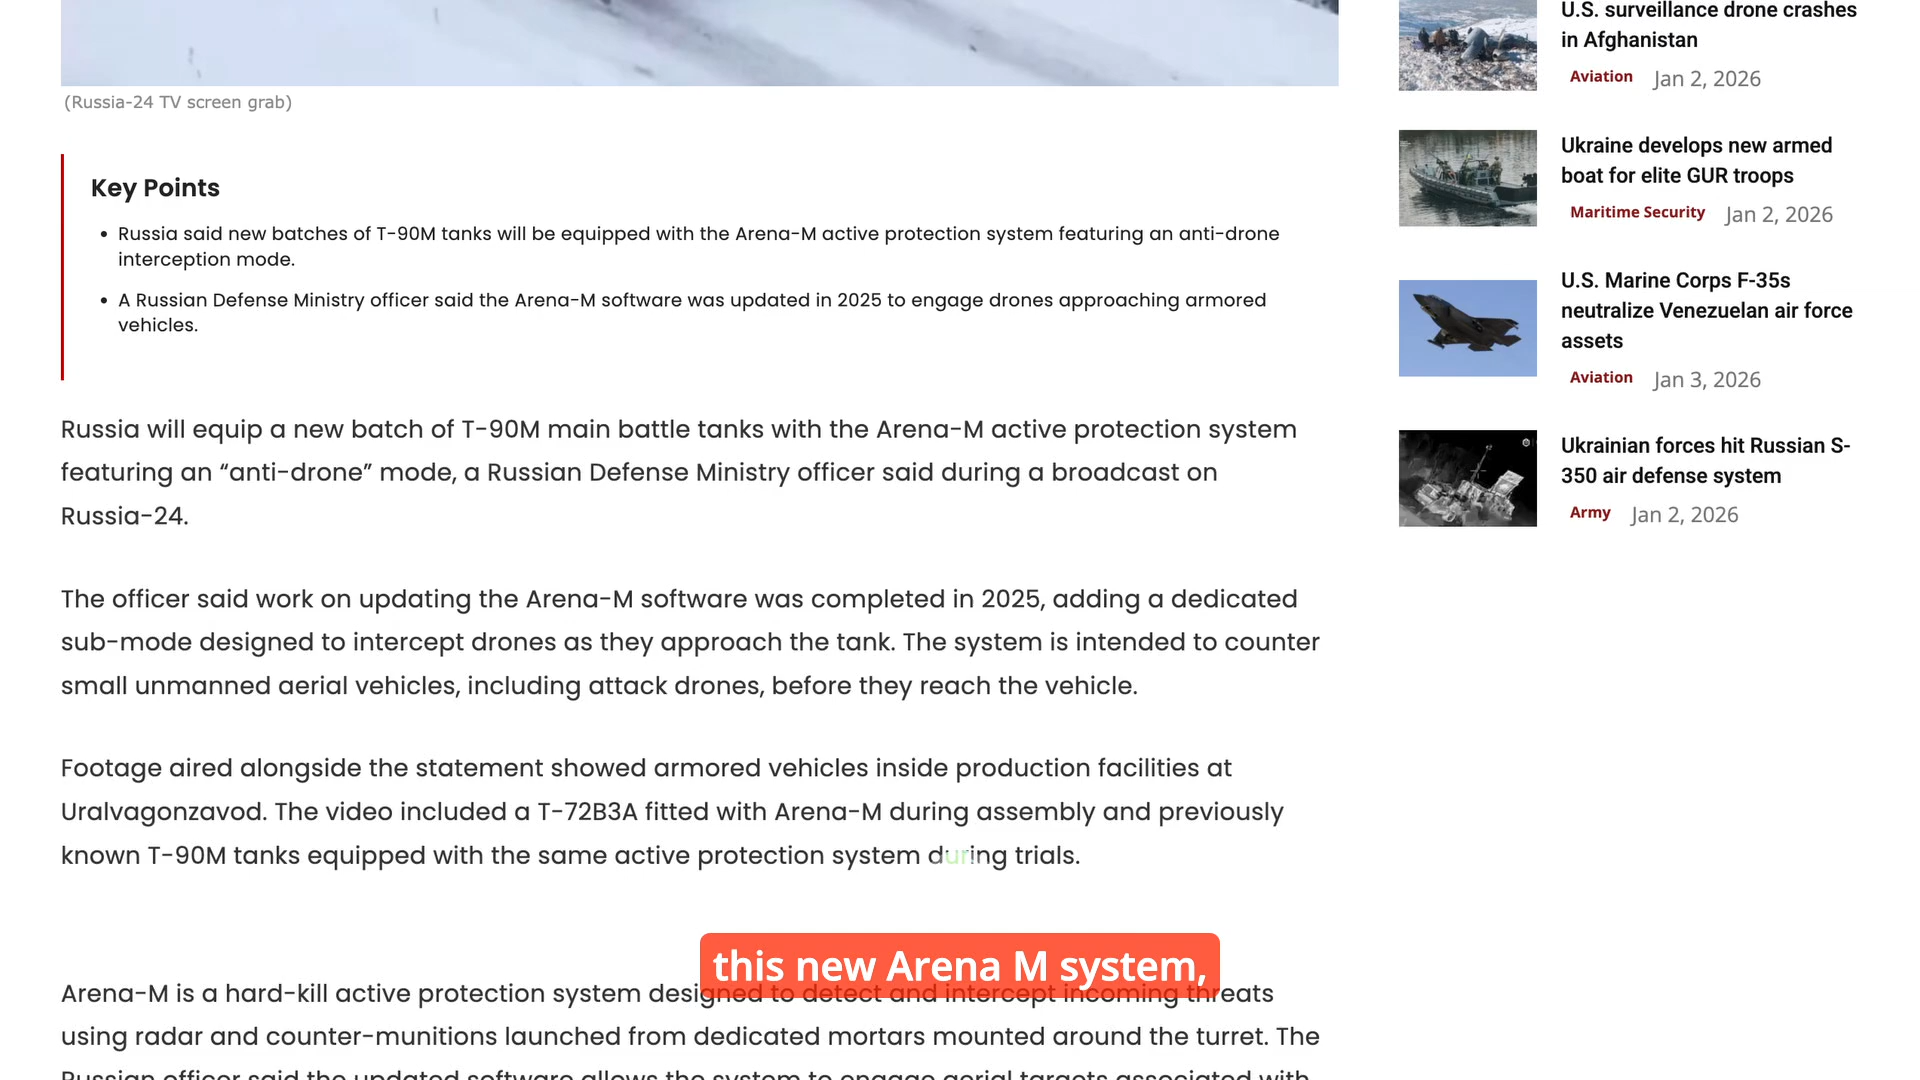 (Russia-24 TV screen grab)
Key Points
• Russia said new batches of T-90M tanks will be equipped with the Arena-M active protection system featuring an anti-drone
interception mode.
• A Russian Defense Ministry officer said the Arena-M software was updated in 2025 to engage drones approaching armored
vehicles.
Russia will equip a new batch of T-90M main battle tanks with the Arena-M active protection system
featuring an “anti-drone” mode, a Russian Defense Ministry officer said during a broadcast on
Russia-24.
The officer said work on updating the Arena-M software was completed in 2025, adding a dedicated
sub-mode designed to intercept drones as they approach the tank. The system is intended to counter
small unmanned aerial vehicles, including attack drones, before they reach the vehicle.
Footage aired alongside the statement showed armored vehicles inside production facilities at
Uralvagonzavod. The video included a T-72B3A fitted with Arena-M during assembly and previously
known T-90M tanks equipped with the same active protection system during trials.
this new Arena M system,
Arena-M is a hard-kill active protection system designed to detect and intercept incoming threats
using radar and counter-munitions launched from dedicated mortars mounted around the turret. The
Russian officer said the updated software allows the system to engage aerial targets associated with
U.S. surveillance drone crashes
in Afghanistan
Aviation Jan 2, 2026
Ukraine develops new armed
boat for elite GUR troops
Maritime Security Jan 2, 2026
U.S. Marine Corps F-35s
neutralize Venezuelan air force
assets
Aviation Jan 3, 2026
Ukrainian forces hit Russian S-
350 air defense system
Army Jan 2, 2026